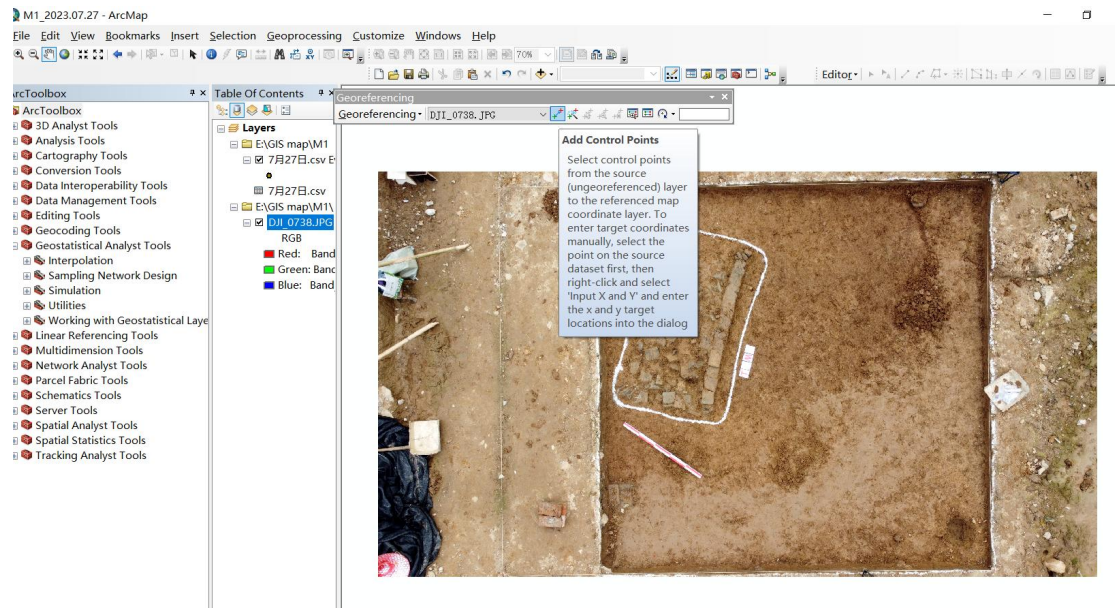 M1_2023.07.27 - ArcMap
File Edit View Bookmarks Insert Selection Geoprocessing Customize Windows Help
70%
Editor
ArcToolbox
Table Of Contents
Georeferencing
Georeferencing DJI_0738.JPG
ArcToolbox
3D Analyst Tools
Analysis Tools
Cartography Tools
Conversion Tools
Data Interoperability Tools
Data Management Tools
Editing Tools
Geocoding Tools
Geostatistical Analyst Tools
Interpolation
Sampling Network Design
Simulation
Utilities
Working with Geostatistical Laye
Linear Referencing Tools
Multidimension Tools
Network Analyst Tools
Parcel Fabric Tools
Schematics Tools
Server Tools
Spatial Analyst Tools
Spatial Statistics Tools
Tracking Analyst Tools
Layers
E:\GIS map\M1
7月27日.csv E
7月27日.csv
E:\GIS map\M1\
DJI_0738.JPG
RGB
Red: Band
Green: Band
Blue: Band
Add Control Points
Select control points
from the source
(ungeoreferenced) layer
to the referenced map
coordinate layer. To
enter target coordinates
manually, select the
point on the source
dataset first, then
right-click and select
'Input X and Y' and enter
the x and y target
locations into the dialog